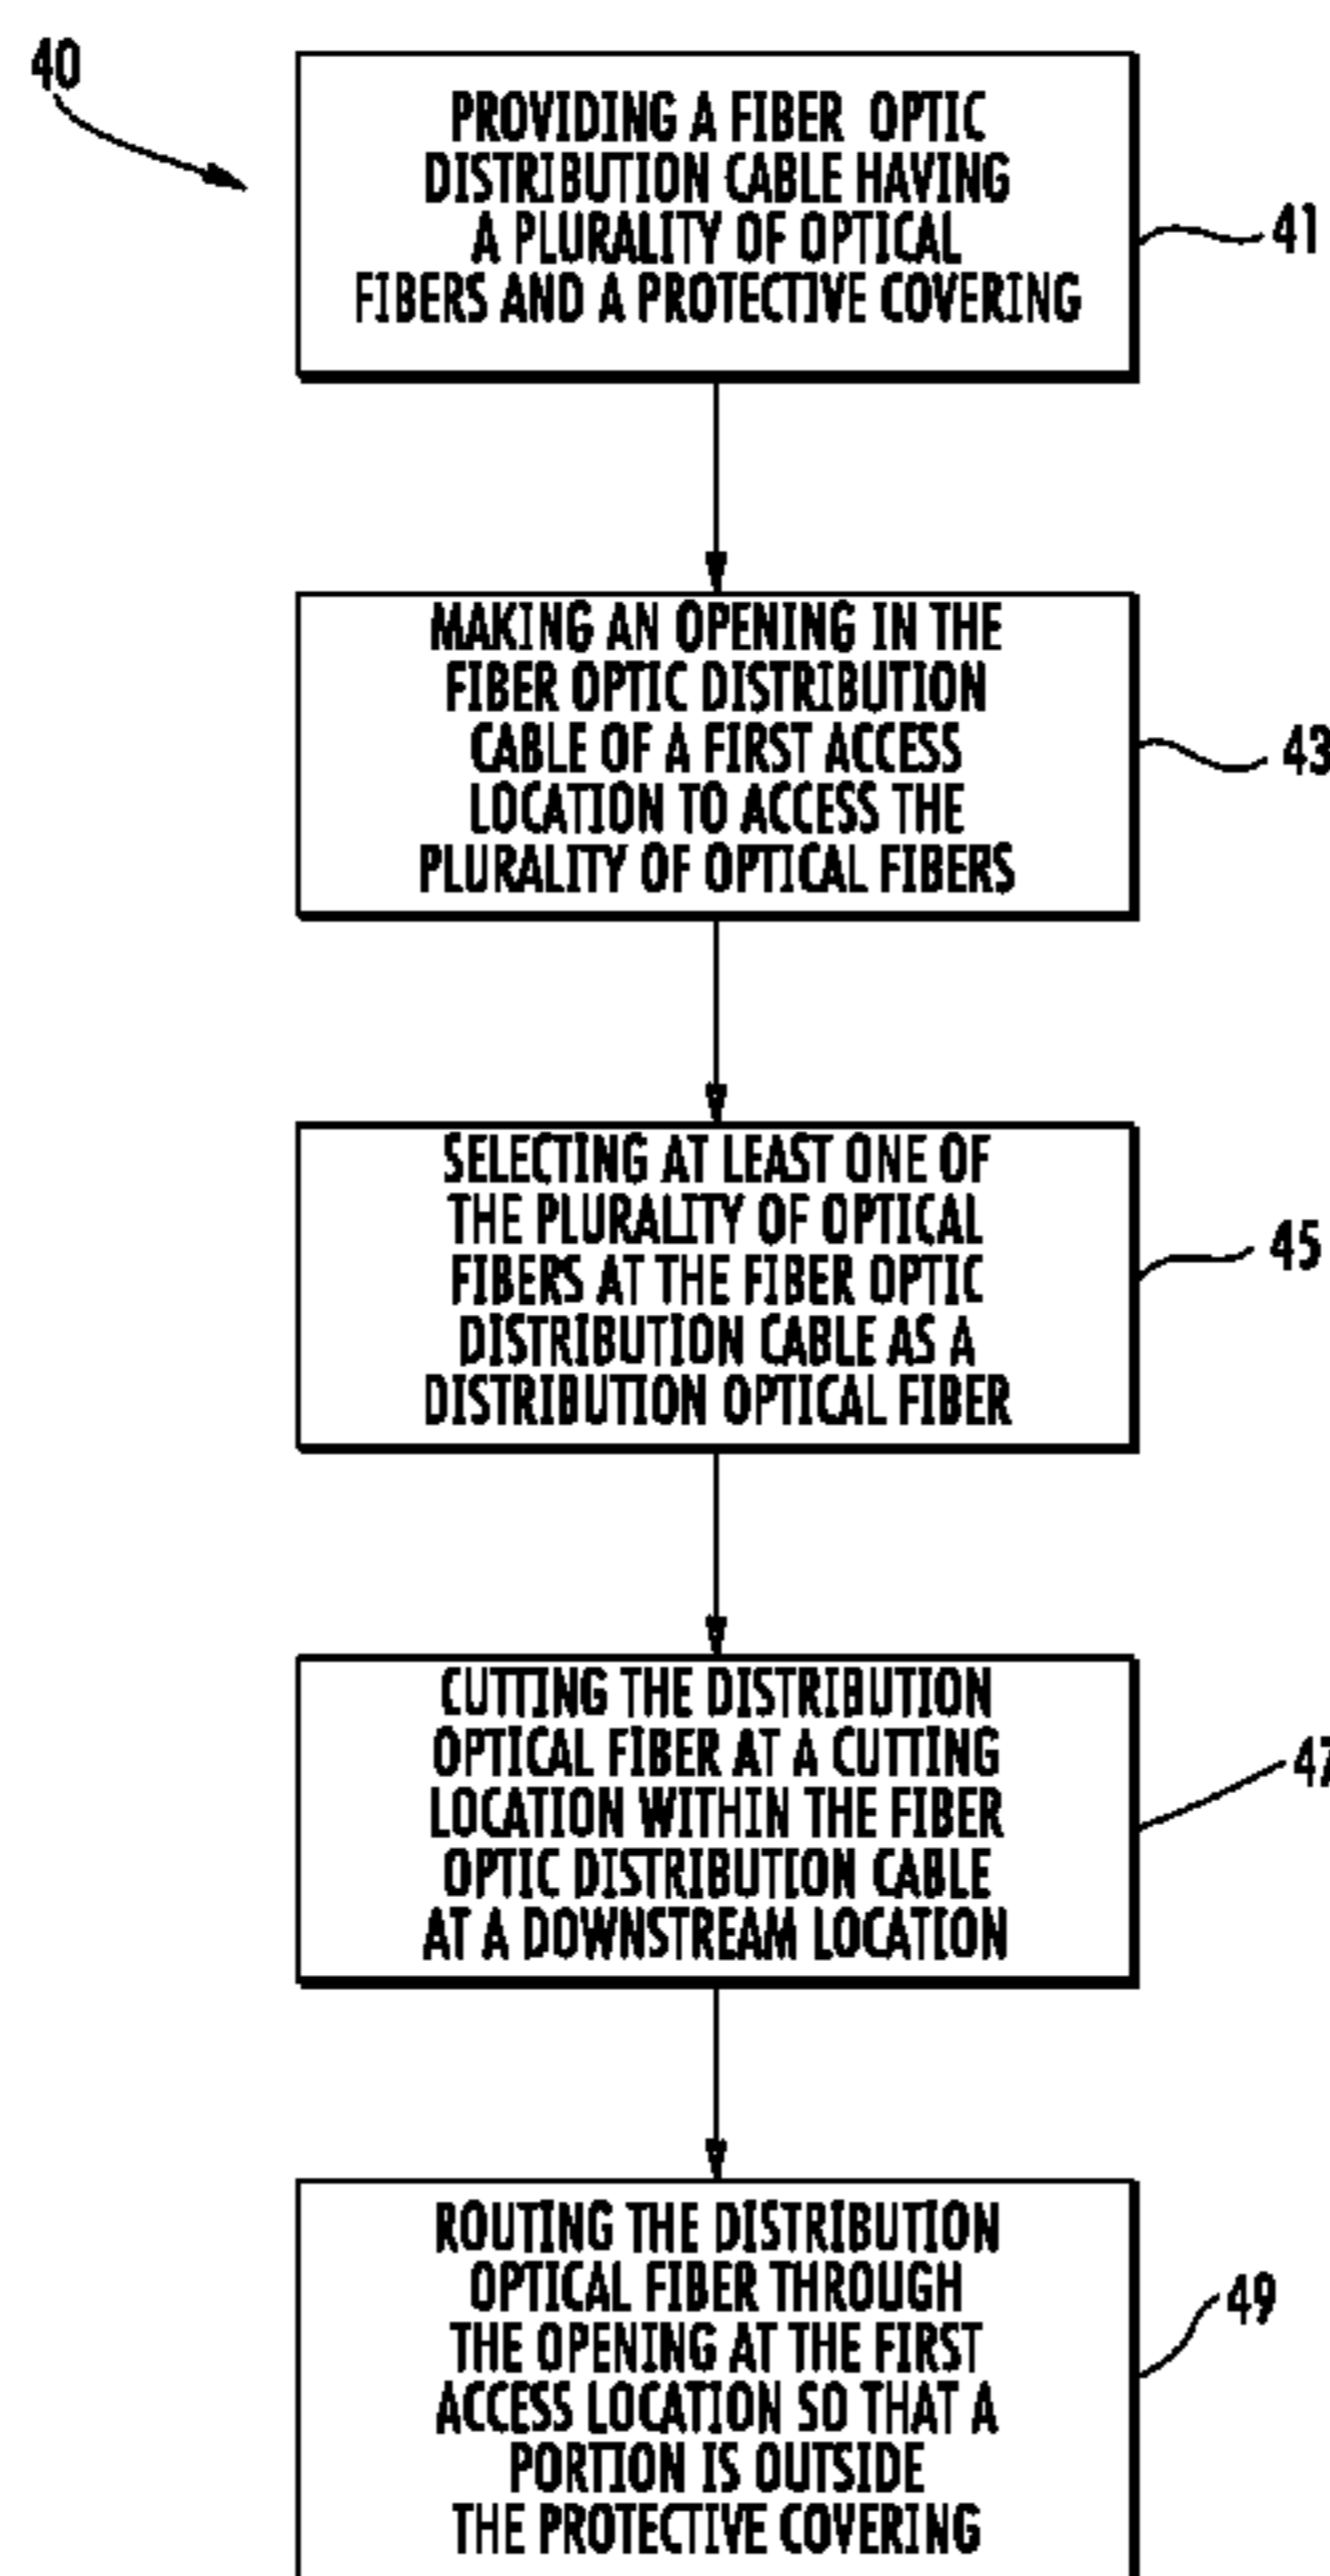 40
PROVIDING A FIBER OPTIC
DISTRIBUTION CABLE HAVING
A PLURALITY OF OPTICAL
FIBERS AND A PROTECTIVE COVERING
41
MAKING AN OPENING IN THE
FIBER OPTIC DISTRIBUTION
CABLE OF A FIRST ACCESS
LOCATION TO ACCESS THE
PLURALITY OF OPTICAL FIBERS
43
SELECTING AT LEAST ONE OF
THE PLURALITY OF OPTICAL
FIBERS AT THE FIBER OPTIC
DISTRIBUTION CABLE AS A
DISTRIBUTION OPTICAL FIBER
45
CUTTING THE DISTRIBUTION
OPTICAL FIBER AT A CUTTING
LOCATION WITHIN THE FIBER
OPTIC DISTRIBUTION CABLE
AT A DOWNSTREAM LOCATION
47
ROUTING THE DISTRIBUTION
OPTICAL FIBER THROUGH
THE OPENING AT THE FIRST
ACCESS LOCATION SO THAT A
PORTION IS OUTSIDE
THE PROTECTIVE COVERING
49